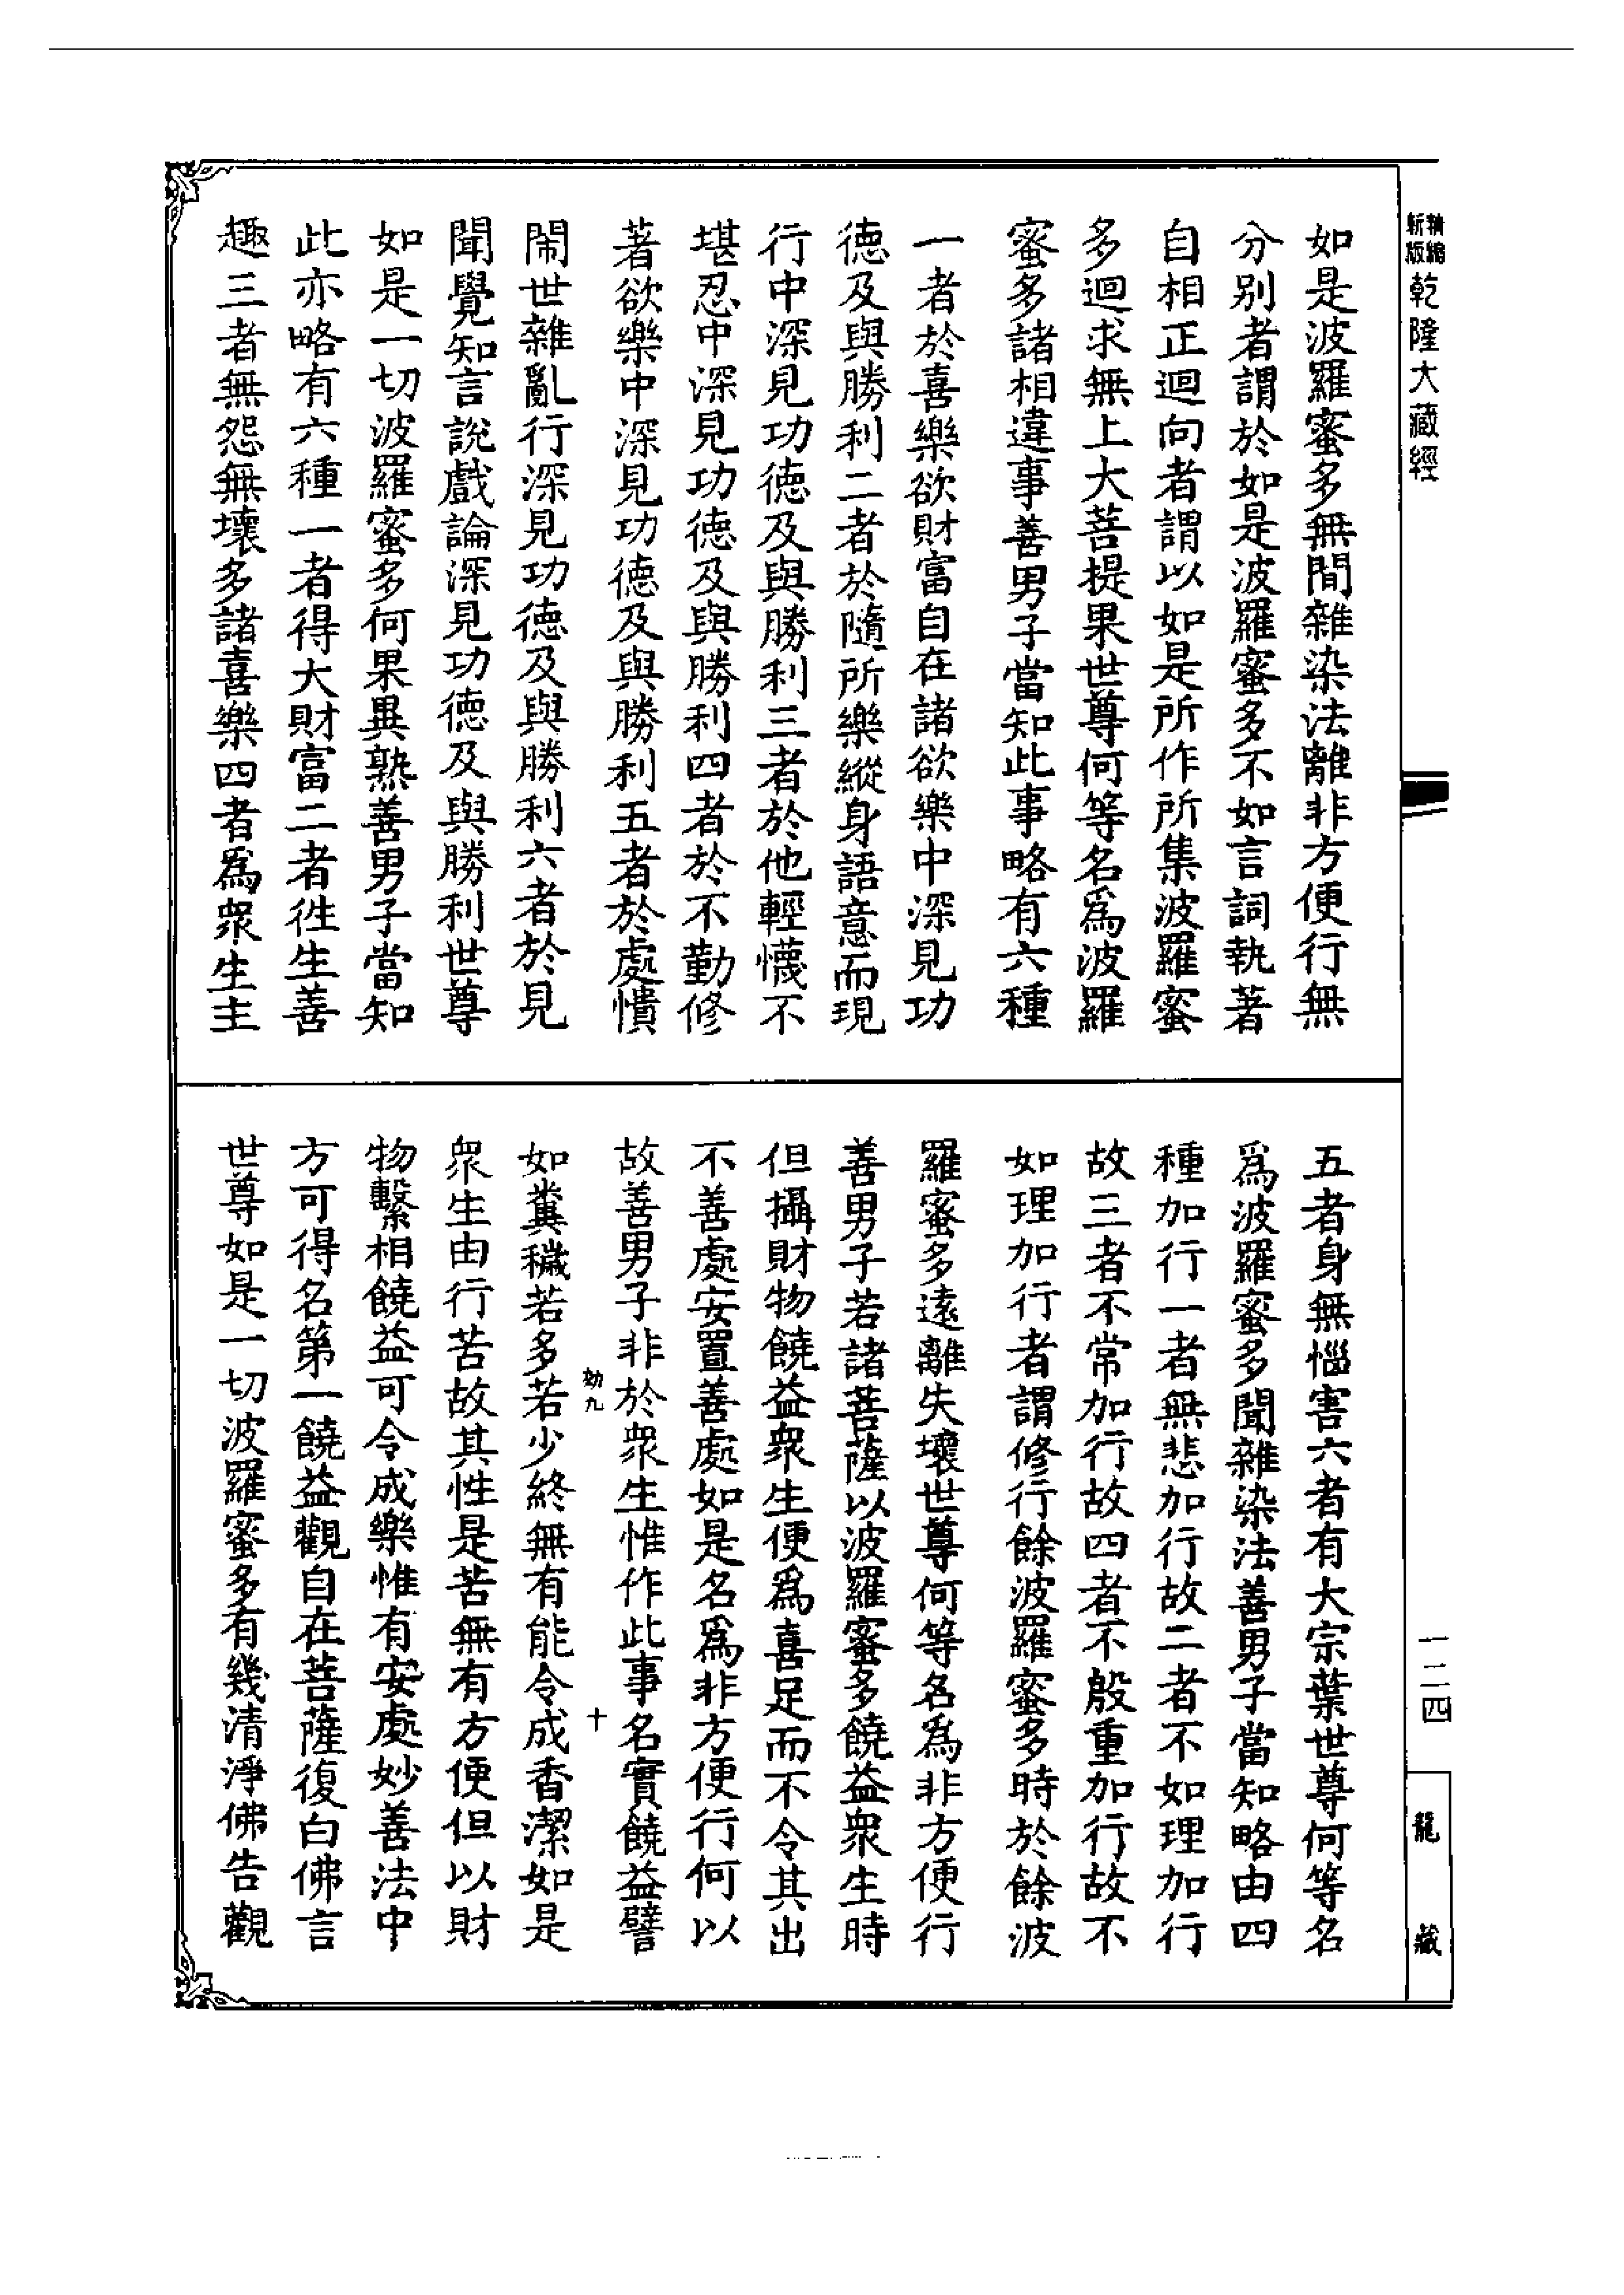 精縮
新版
乾隆大藏經
如是波羅蜜多無間雜染法離非方便行無
分別者謂於如是波羅蜜多不如言詞執著
自相正迴向者謂以如是所作所集波羅蜜
多迴求無上大菩提果世尊何等名爲波羅
蜜多諸相違事善男子當知此事略有六種
一者於喜樂欲財富自在諸欲樂中深見功
德及與勝利二者於隨所樂縱身語意而現
行中深見功德及與勝利三者於他輕懱不
堪忍中深見功德及與勝利四者於不勤修
著欲樂中深見功德及與勝利五者於處憒
閙世雜亂行深見功德及與勝利六者於見
聞覺知言說戲論深見功德及與勝利世尊
如是一切波羅蜜多何果異熟善男子當知
此亦略有六種一者得大財富二者徃生善
趣三者無怨無壞多諸喜樂四者爲衆生主
五者身無惱害六者有大宗葉世尊何等名
爲波羅蜜多間雜染法善男子當知略由四
種加行一者無悲加行故二者不如理加行
故三者不常加行故四者不殷重加行故不
如理加行者謂修行餘波羅蜜多時於餘波
羅蜜多遠離失壞世尊何等名爲非方便行
善男子若諸菩薩以波羅蜜多饒益衆生時
但攝財物饒益衆生便爲喜足而不令其出
不善處安置善處如是名爲非方便行何以
故善男子非於衆生惟作此事名實饒益譬
効九
十
如糞穢若多若少終無有能令成香潔如是
衆生由行苦故其性是苦無有方便但以財
物繫相饒益可令成樂惟有安處妙善法中
方可得名第一饒益觀自在菩薩復白佛言
世尊如是一切波羅蜜多有幾清淨佛告觀
一二四
龍藏